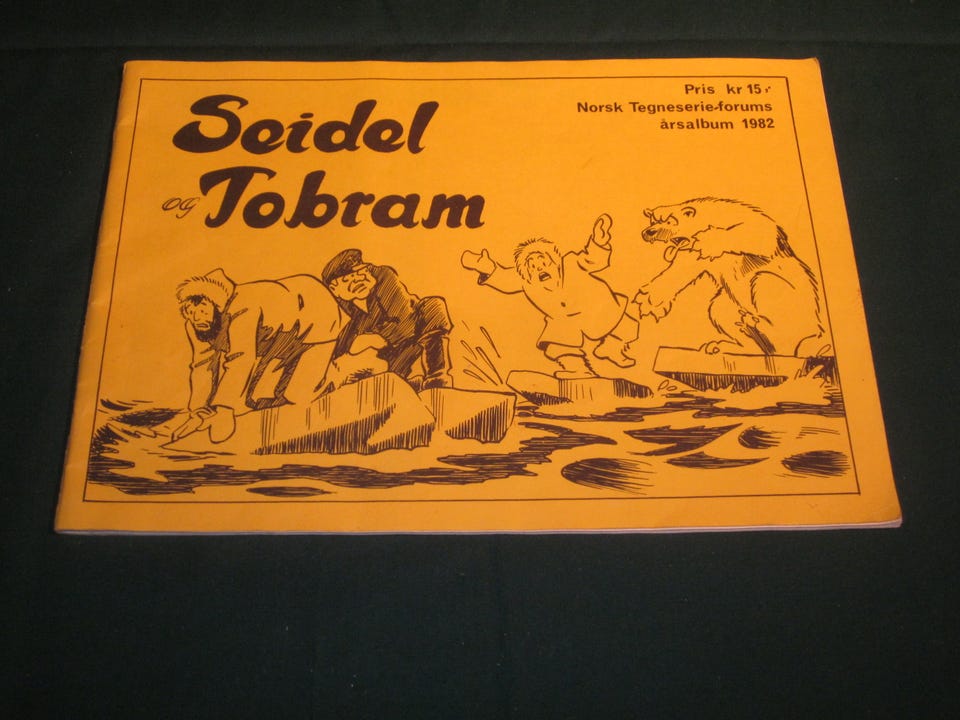 Pris kr 15,-
Norsk Tegneserie-forums
årsalbum 1982
Seidel
og Tobram